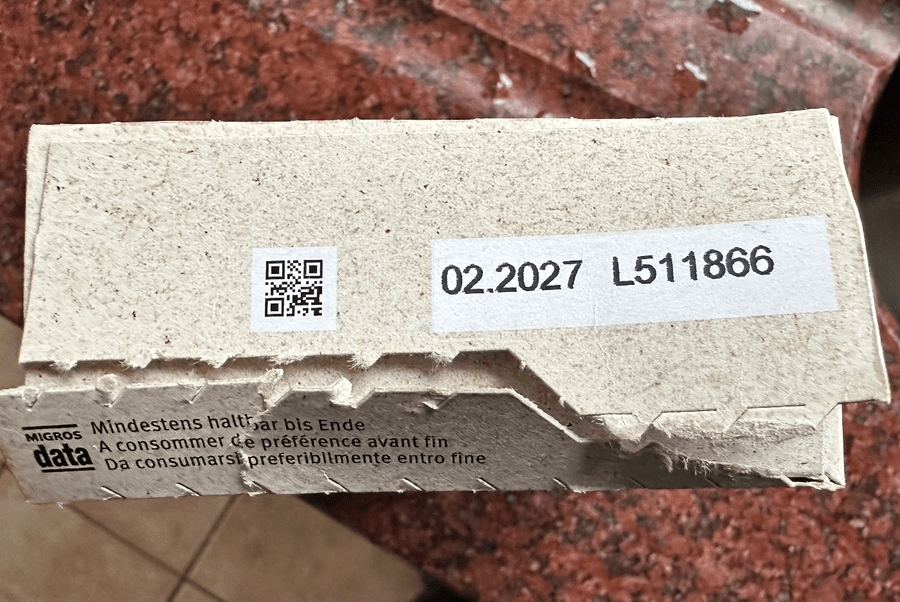 02.2027 L511866
MIGROS
data
Mindestens haltbar bis Ende
A consommer de préférence avant fin
Da consumarsi preferibilmente entro fine